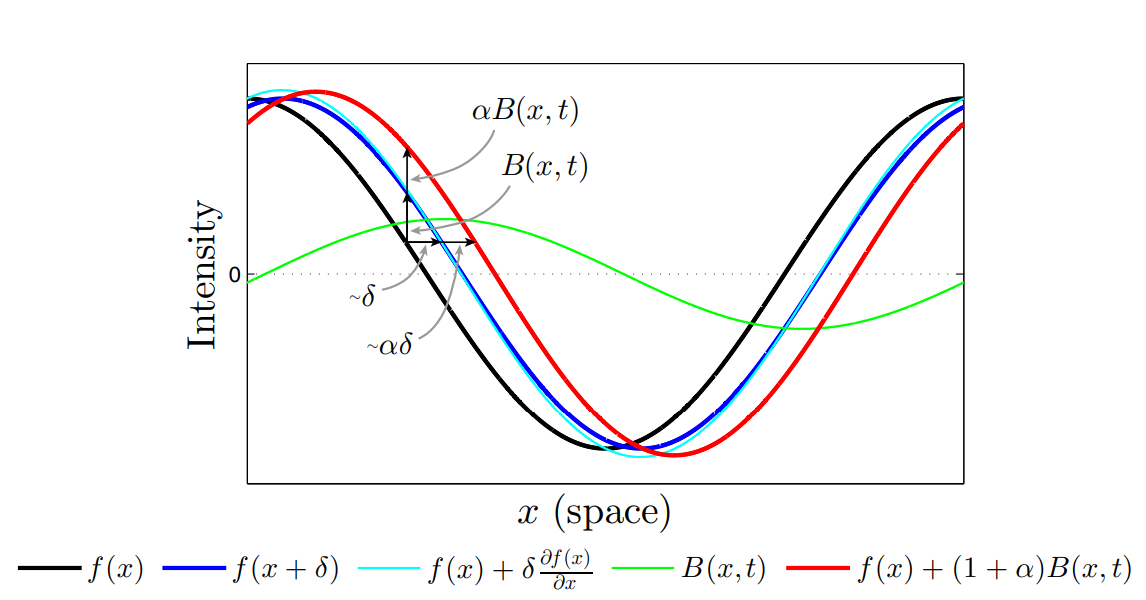 αB(x, t)
B(x, t)
Intensity
0
~δ
~αδ
x (space)
f(x) f(x + δ) f(x) + δ ∂f(x)/∂x B(x, t) f(x) + (1 + α)B(x, t)